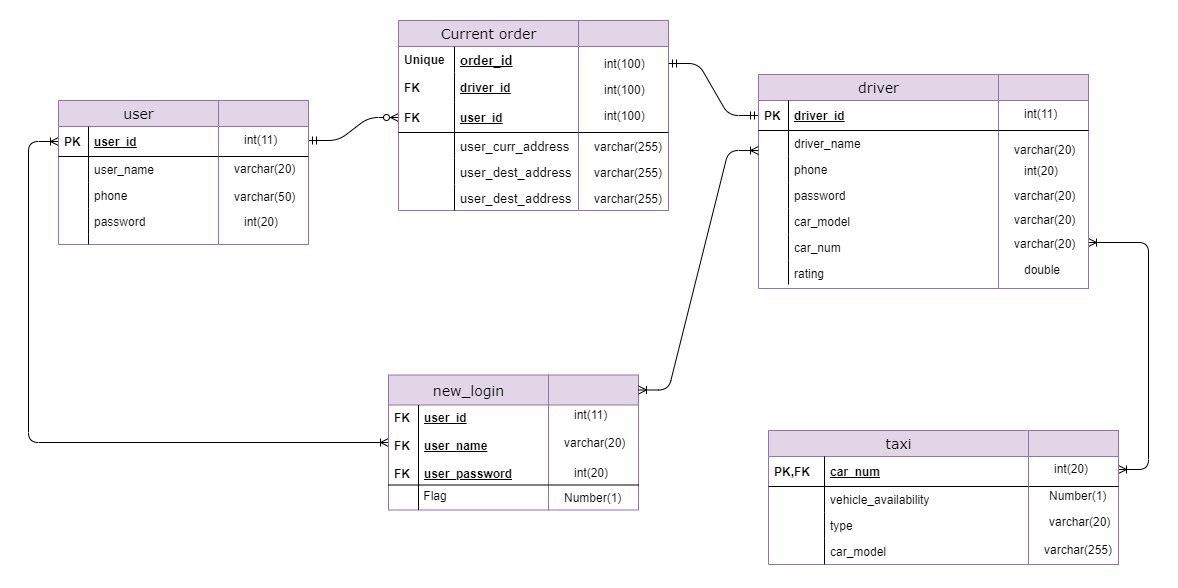 Current order
Unique order_id int(100)
FK driver_id int(100)
FK user_id int(100)
user_curr_address varchar(255)
user_dest_address varchar(255)
user_dest_address varchar(255)
user
PK user_id int(11)
user_name varchar(20)
phone varchar(50)
password int(20)
driver
PK driver_id int(11)
driver_name varchar(20)
phone int(20)
password varchar(20)
car_model varchar(20)
car_num varchar(20)
rating double
new_login
FK user_id int(11)
FK user_name varchar(20)
FK user_password int(20)
Flag Number(1)
taxi
PK,FK car_num int(20)
vehicle_availability Number(1)
type varchar(20)
car_model varchar(255)